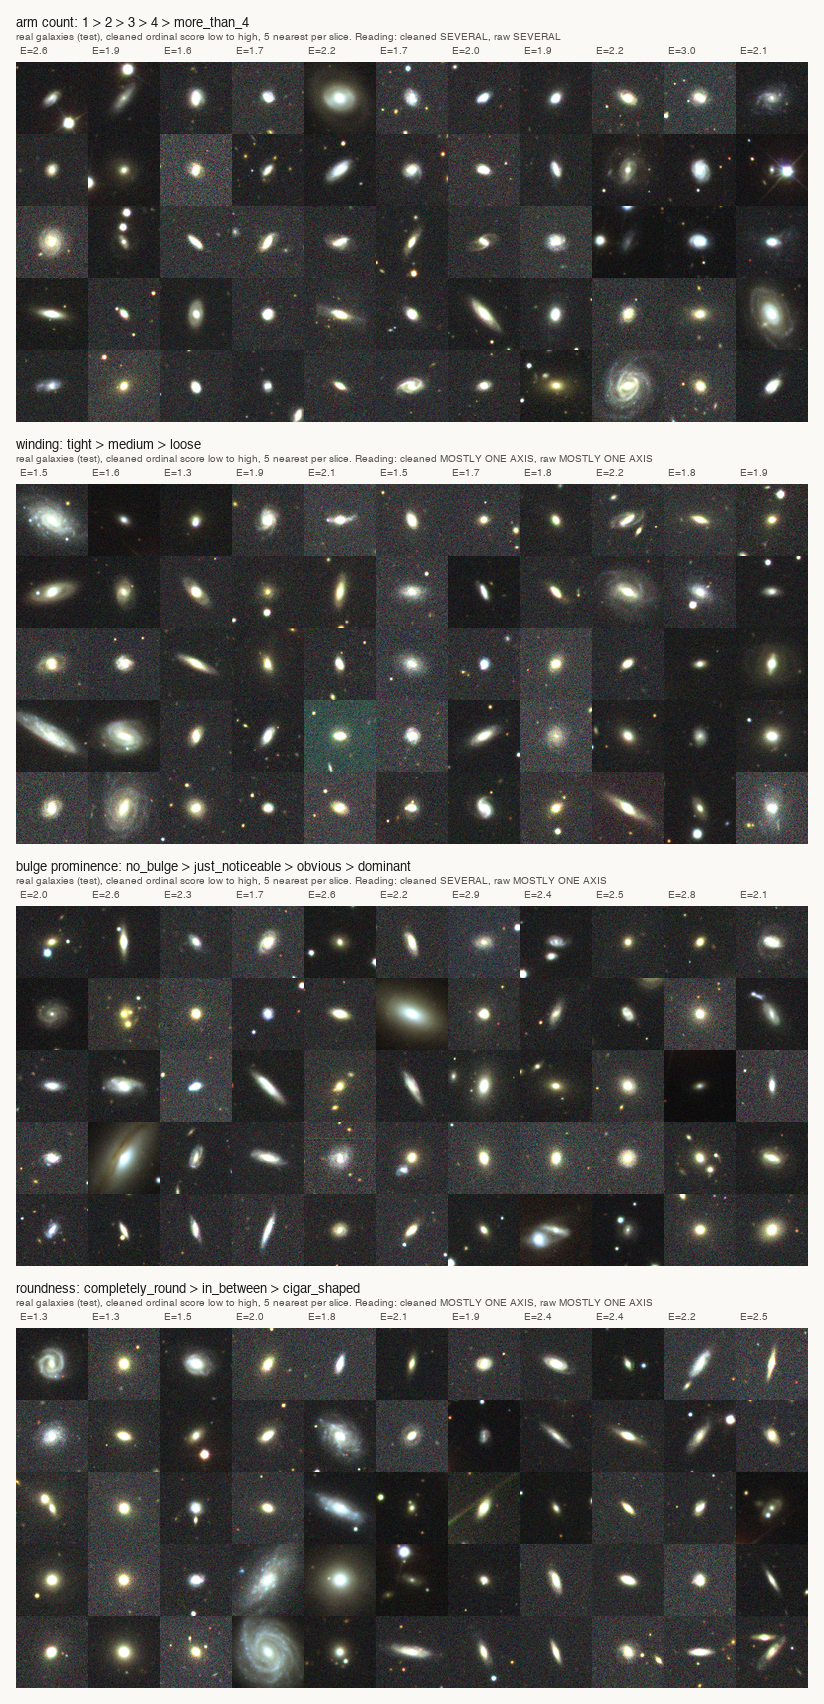 arm count: 1 > 2 > 3 > 4 > more_than_4
real galaxies (test), cleaned ordinal score low to high, 5 nearest per slice. Reading: cleaned SEVERAL, raw SEVERAL
E=2.6 E=1.9 E=1.6 E=1.7 E=2.2 E=1.7 E=2.0 E=1.9 E=2.2 E=3.0 E=2.1
winding: tight > medium > loose
real galaxies (test), cleaned ordinal score low to high, 5 nearest per slice. Reading: cleaned MOSTLY ONE AXIS, raw MOSTLY ONE AXIS
E=1.5 E=1.6 E=1.3 E=1.9 E=2.1 E=1.5 E=1.7 E=1.8 E=2.2 E=1.8 E=1.9
bulge prominence: no_bulge > just_noticeable > obvious > dominant
real galaxies (test), cleaned ordinal score low to high, 5 nearest per slice. Reading: cleaned SEVERAL, raw MOSTLY ONE AXIS
E=2.0 E=2.6 E=2.3 E=1.7 E=2.6 E=2.2 E=2.9 E=2.4 E=2.5 E=2.8 E=2.1
roundness: completely_round > in_between > cigar_shaped
real galaxies (test), cleaned ordinal score low to high, 5 nearest per slice. Reading: cleaned MOSTLY ONE AXIS, raw MOSTLY ONE AXIS
E=1.3 E=1.3 E=1.5 E=2.0 E=1.8 E=2.1 E=1.9 E=2.4 E=2.4 E=2.2 E=2.5